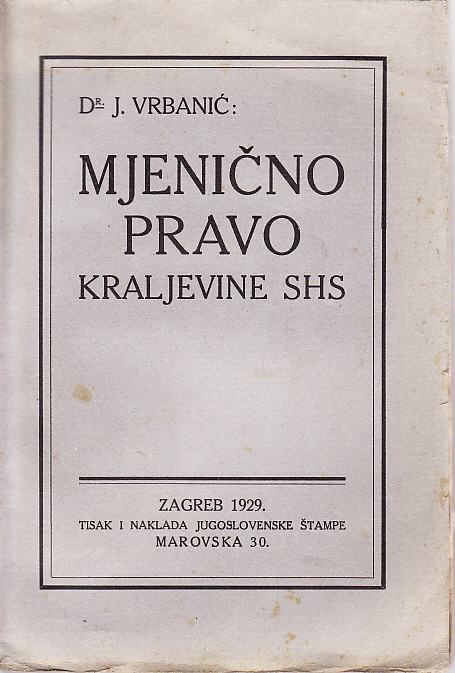 Dr. J. VRBANIĆ:
MJENIČNO
PRAVO
KRALJEVINE SHS
ZAGREB 1929.
TISAK I NAKLADA JUGOSLOVENSKE ŠTAMPE
MAROVSKA 30.